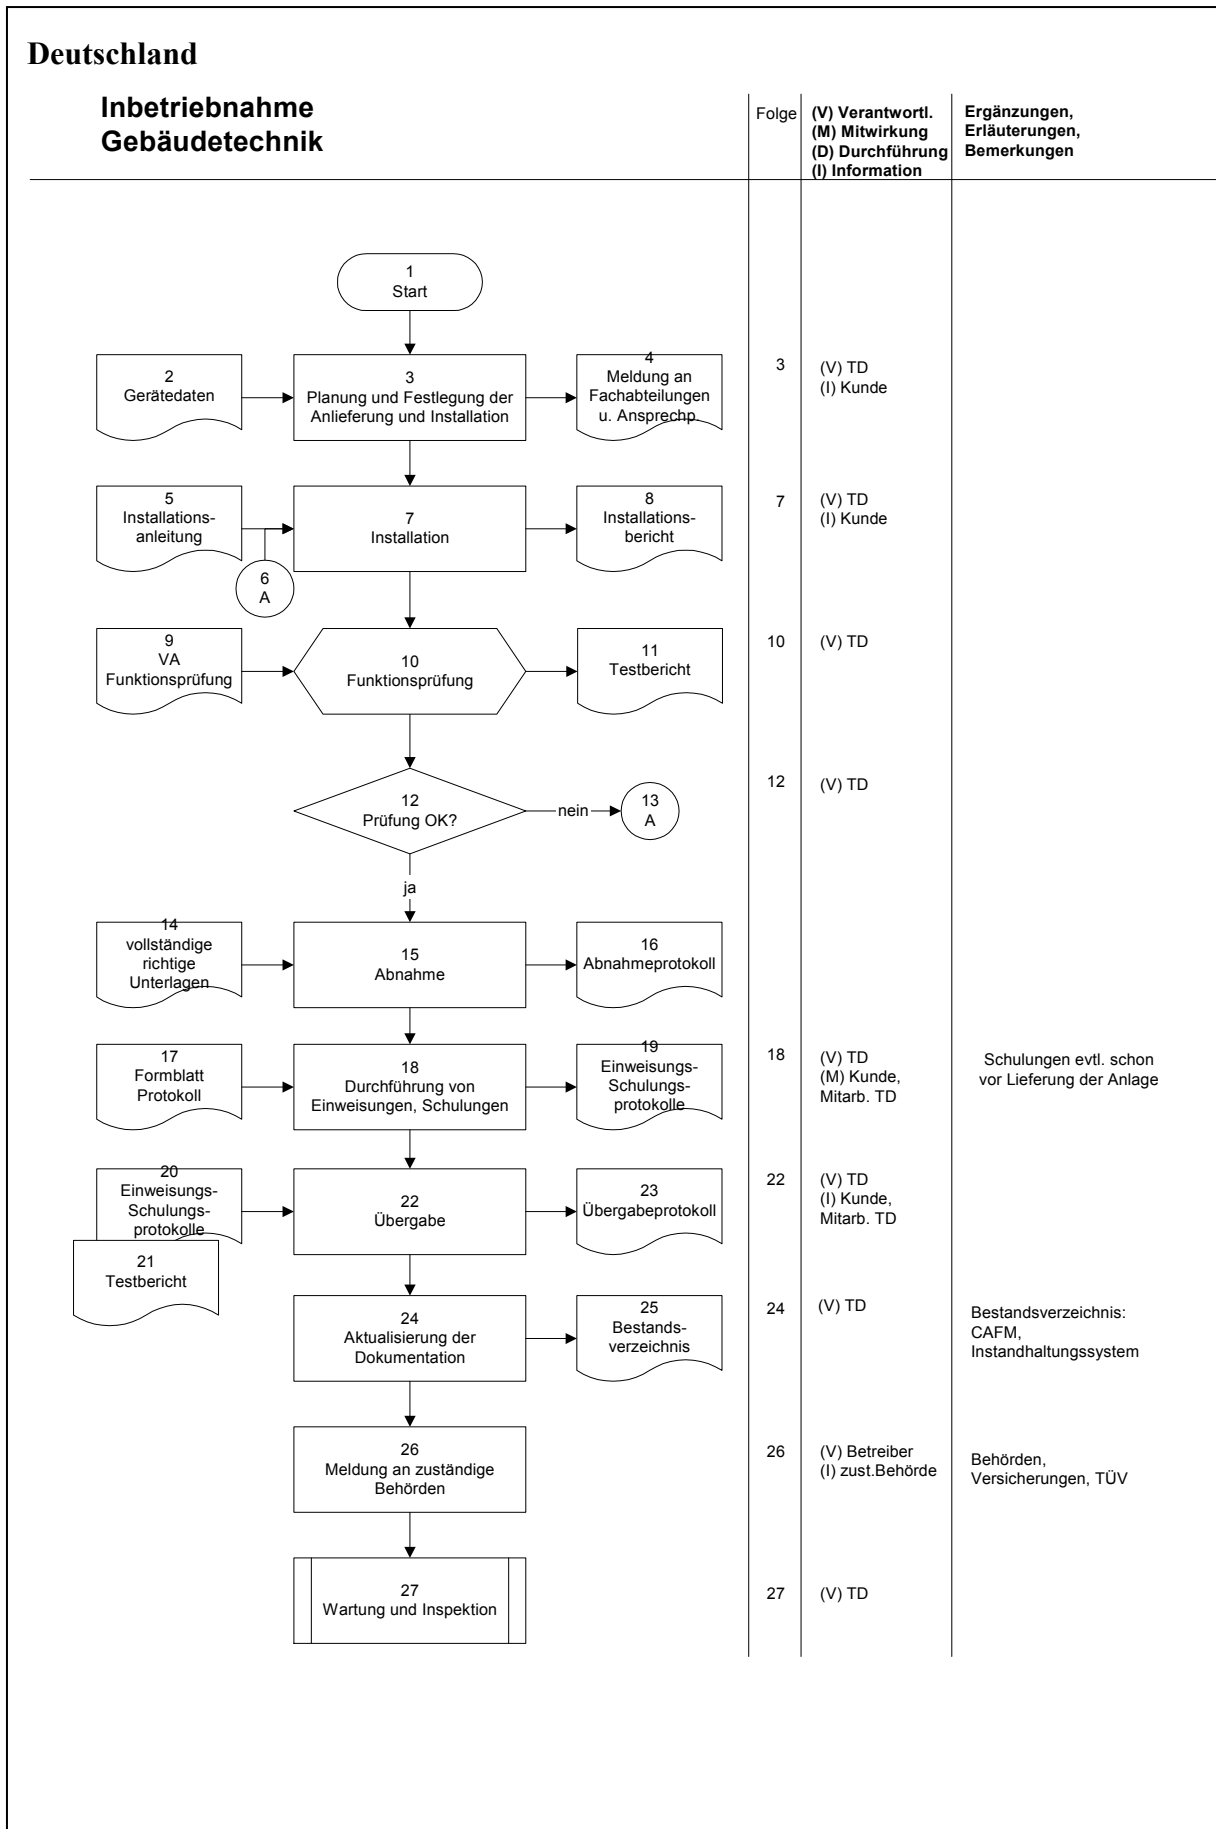 Deutschland
Inbetriebnahme
Gebäudetechnik
Folge
(V) Verantwortl.
(M) Mitwirkung
(D) Durchführung
(I) Information
Ergänzungen,
Erläuterungen,
Bemerkungen
1
Start
2
Gerätedaten
3
Planung und Festlegung der
Anlieferung und Installation
4
Meldung an
Fachabteilungen
u. Ansprechp.
3
(V) TD
(I) Kunde
5
Installations-
anleitung
6
A
7
Installation
8
Installations-
bericht
7
(V) TD
(I) Kunde
9
VA
Funktionsprüfung
10
Funktionsprüfung
11
Testbericht
10
(V) TD
12
Prüfung OK?
nein
13
A
12
(V) TD
ja
14
vollständige
richtige
Unterlagen
15
Abnahme
16
Abnahmeprotokoll
17
Formblatt
Protokoll
18
Durchführung von
Einweisungen, Schulungen
19
Einweisungs-
Schulungs-
protokolle
18
(V) TD
(M) Kunde,
Mitarb. TD
Schulungen evtl. schon
vor Lieferung der Anlage
20
Einweisungs-
Schulungs-
protokolle
21
Testbericht
22
Übergabe
23
Übergabeprotokoll
22
(V) TD
(I) Kunde,
Mitarb. TD
24
Aktualisierung der
Dokumentation
25
Bestands-
verzeichnis
24
(V) TD
Bestandsverzeichnis:
CAFM,
Instandhaltungssystem
26
Meldung an zuständige
Behörden
26
(V) Betreiber
(I) zust.Behörde
Behörden,
Versicherungen, TÜV
27
Wartung und Inspektion
27
(V) TD